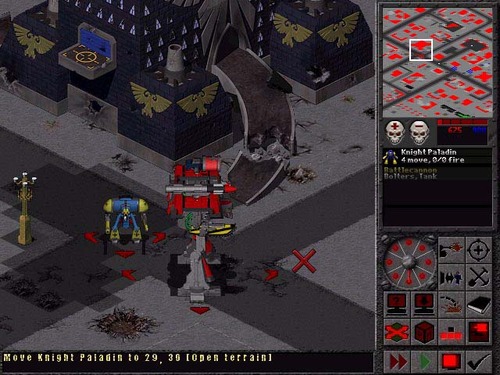 Knight Paladin
4 move, 0/0 fire
Battlecannon
Bolters, Tank
Move Knight Paladin to 29, 30 [Open terrain]